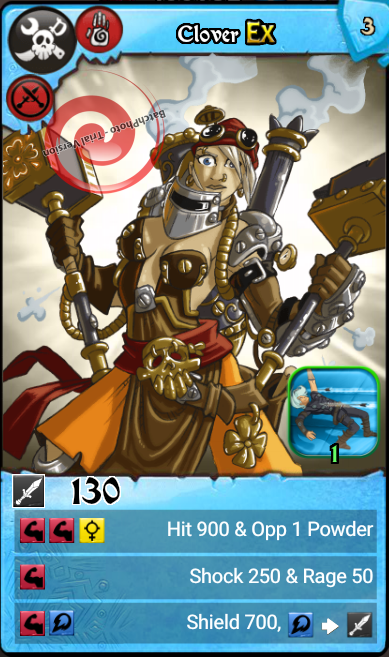 Clover EX
3
BatchPhoto - Trial Version
1
130
Hit 900 & Opp 1 Powder
Shock 250 & Rage 50
Shield 700,